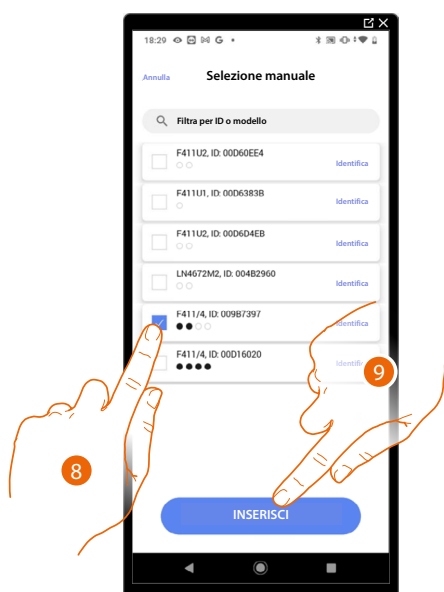 18:29 G
Annulla Selezione manuale
Filtra per ID o modello
F411U2, ID: 00D60EE4
Identifica
F411U1, ID: 00D6383B
Identifica
F411U2, ID: 00D6D4EB
Identifica
LN4672M2, ID: 004B2960
Identifica
F411/4, ID: 009B7397
Identifica
F411/4, ID: 00D16020
Identifica
9
8
INSERISCI